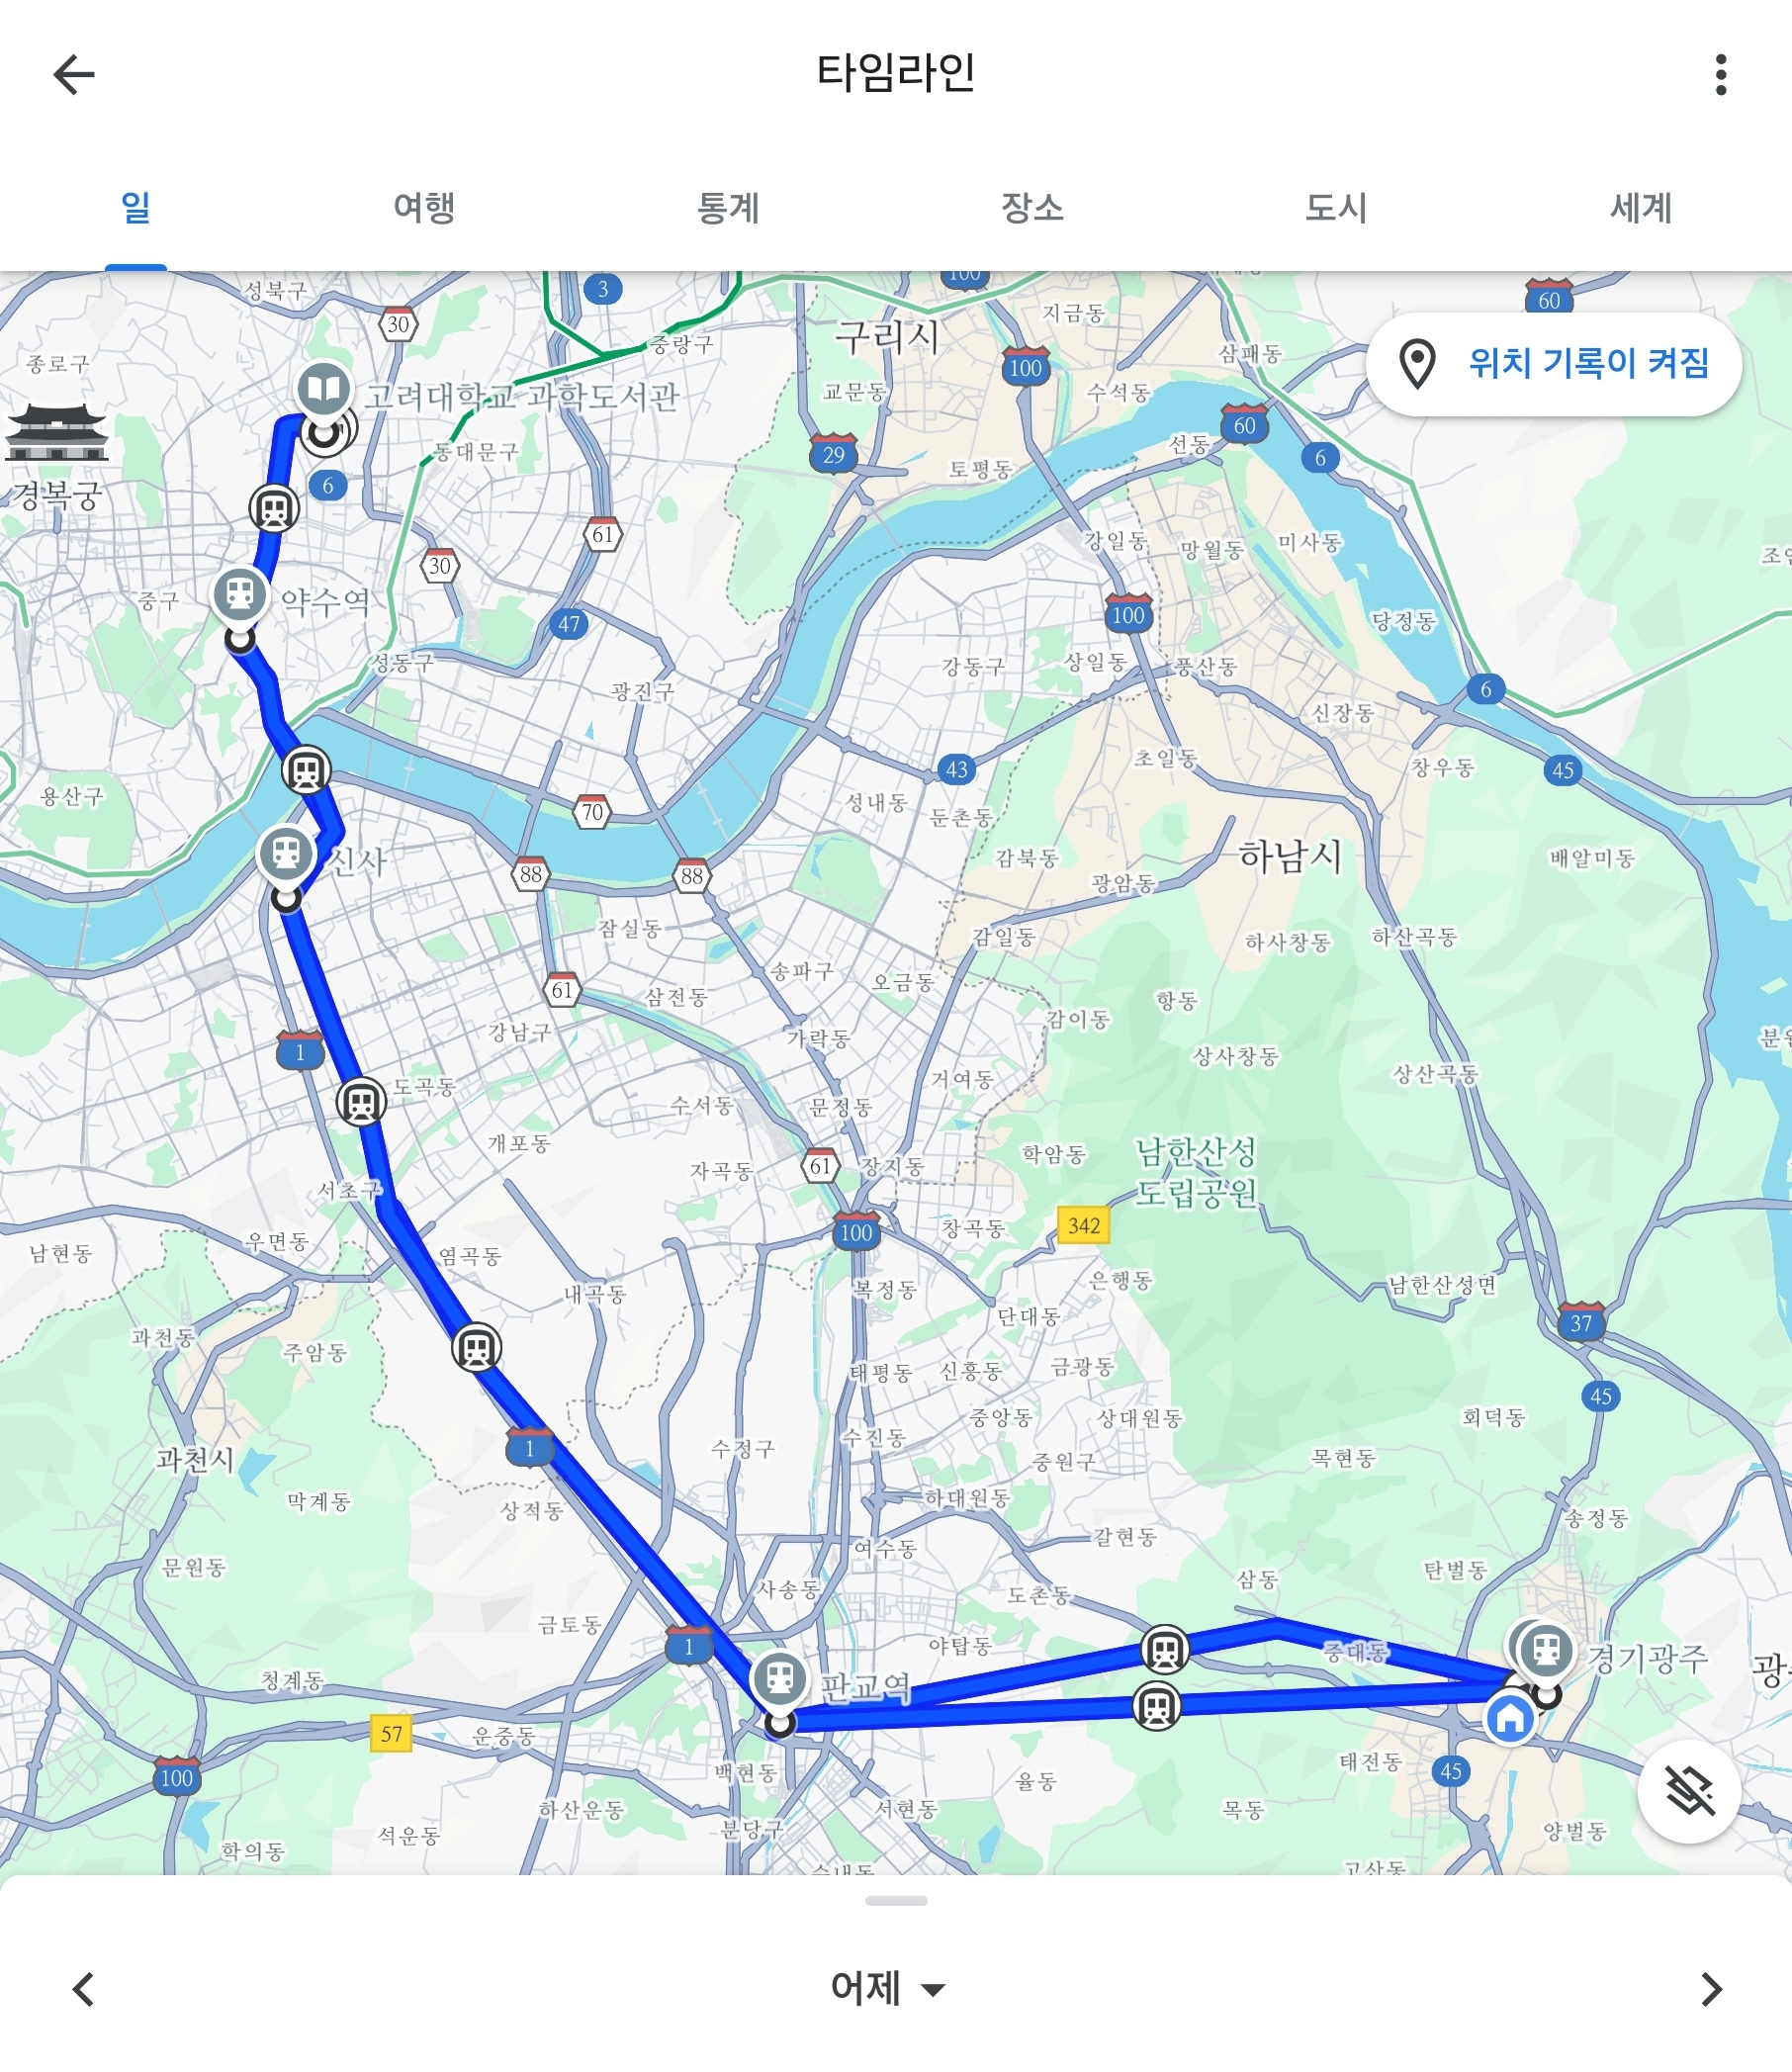 타임라인
일
여행
통계
장소
도시
세계
성북구
3
100
60
30
종로구
중랑구
구리시
지금동
삼패동
위치 기록이 켜짐
고려대학교 과학도서관
교문동
100
수석동
60
29
선동
6
토평동
동대문구
경복궁
6
61
강일동
망월동
미사동
30
중구
약수역
47
100
당정동
성동구
광진구
강동구
상일동
풍산동
6
신장동
용산구
43
초일동
창우동
45
70
성내동
둔촌동
신사
88
88
감북동
하남시
배알미동
광암동
잠실동
감일동
하사창동
하산곡동
61
삼전동
송파구
오금동
항동
감이동
강남구
가락동
1
상사창동
상산곡동
도곡동
거여동
수서동
문정동
개포동
자곡동
61
장지동
학암동
남한산성
도립공원
서초구
100
창곡동
342
남현동
우면동
염곡동
내곡동
복정동
은행동
남한산성면
단대동
37
과천동
주암동
태평동
신흥동
금광동
45
중앙동
상대원동
회덕동
1
수정구
수진동
과천시
중원구
목현동
막계동
상적동
하대원동
송정동
갈현동
문원동
여수동
탄벌동
사송동
도촌동
삼동
금토동
1
야탑동
중대동
경기광주
청계동
판교역
57
운중동
백현동
율동
태전동
45
100
하산운동
서현동
목동
분당구
석운동
양벌동
학의동
수내동
고산동
어제